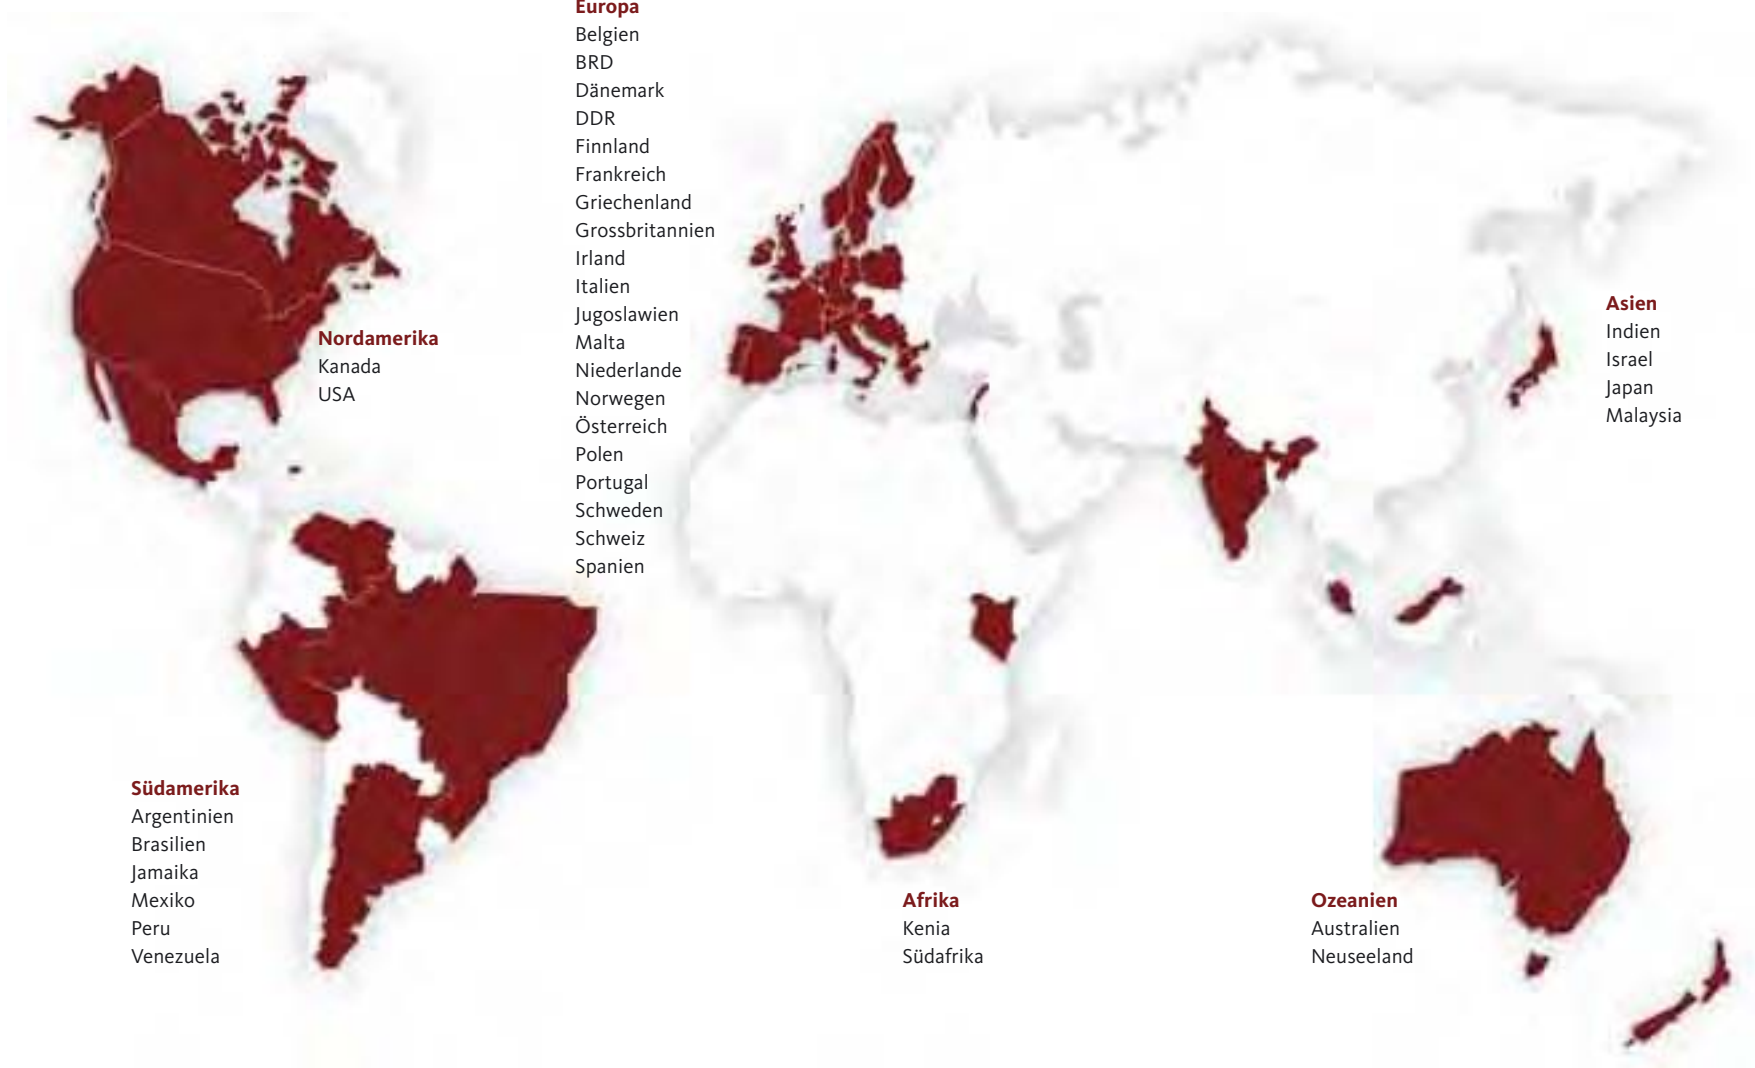 Europa
Belgien
BRD
Dänemark
DDR
Finnland
Frankreich
Griechenland
Grossbritannien
Irland
Italien
Jugoslawien
Malta
Niederlande
Norwegen
Österreich
Polen
Portugal
Schweden
Schweiz
Spanien
Nordamerika
Kanada
USA
Asien
Indien
Israel
Japan
Malaysia
Südamerika
Argentinien
Brasilien
Jamaika
Mexiko
Peru
Venezuela
Afrika
Kenia
Südafrika
Ozeanien
Australien
Neuseeland